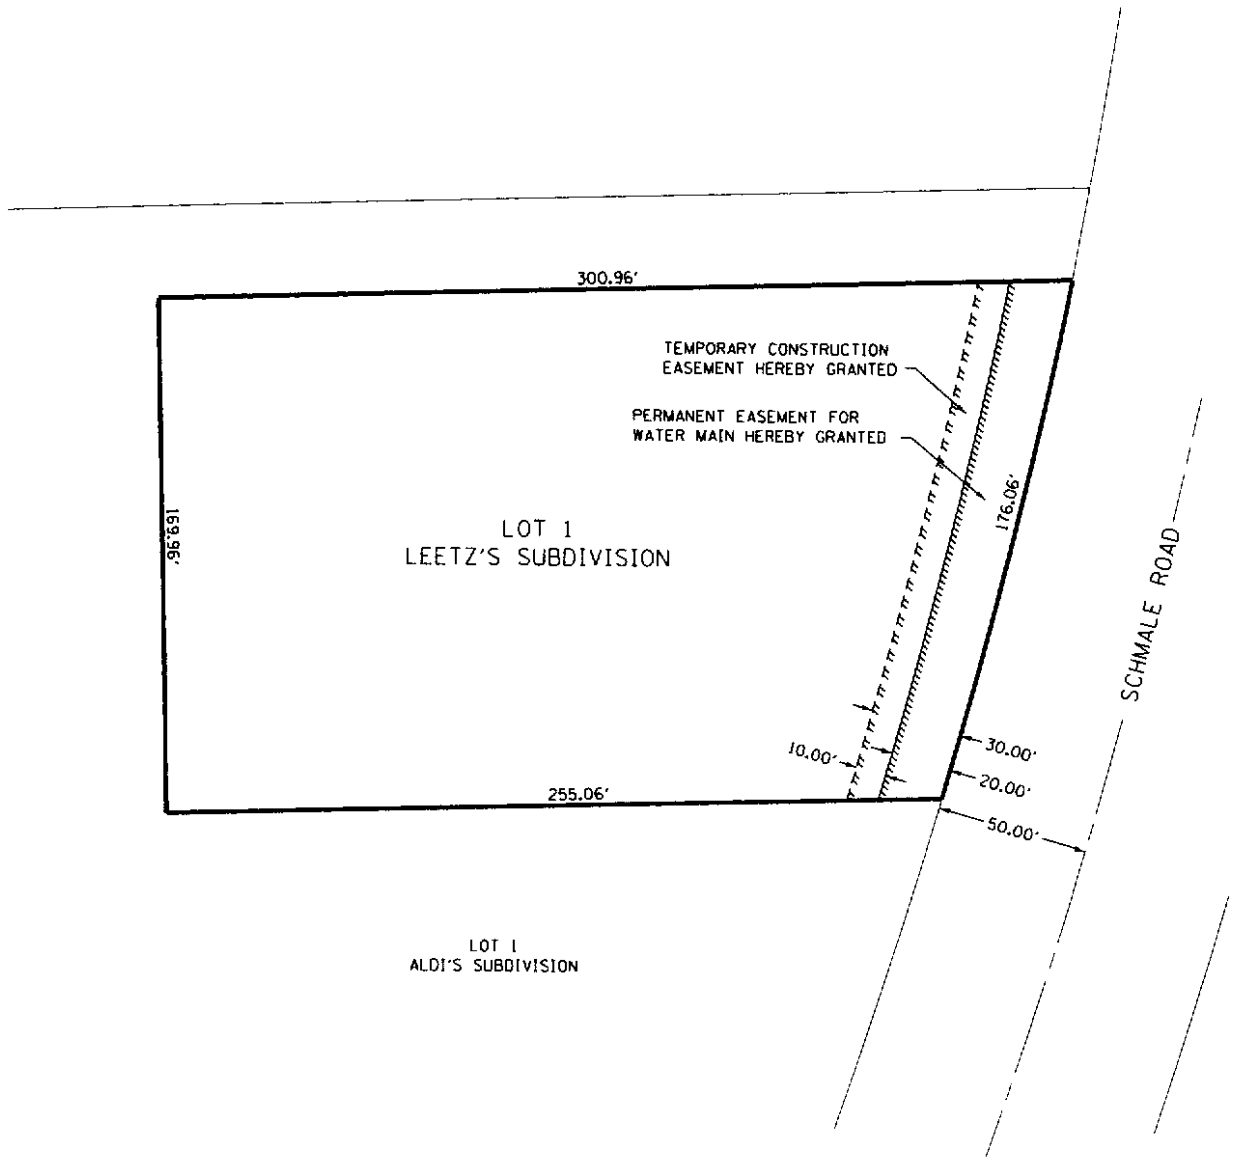 300.96'
TEMPORARY CONSTRUCTION
EASEMENT HEREBY GRANTED
PERMANENT EASEMENT FOR
WATER MAIN HEREBY GRANTED
176.06'
169.96'
LOT 1
LEETZ'S SUBDIVISION
SCHMALE ROAD
10.00'
30.00'
20.00'
255.06'
50.00'
LOT 1
ALDI'S SUBDIVISION